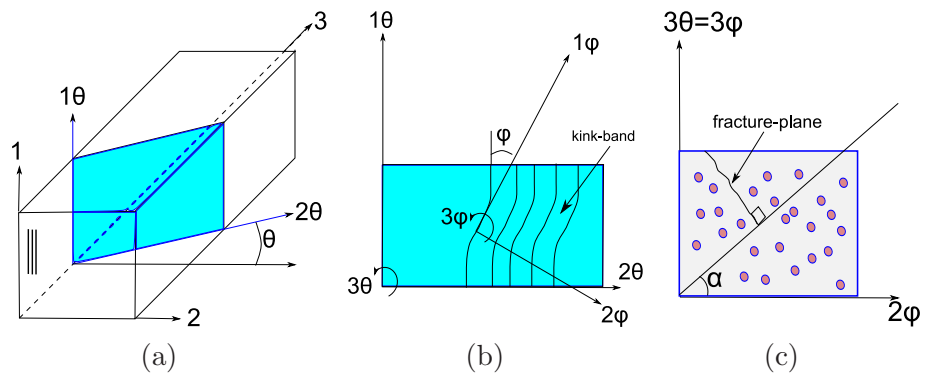 3
1θ
1
2θ
θ
2
(a)
1θ
1φ
φ
kink-band
3φ
3θ
2θ
2φ
(b)
3θ=3φ
fracture-plane
α
2φ
(c)